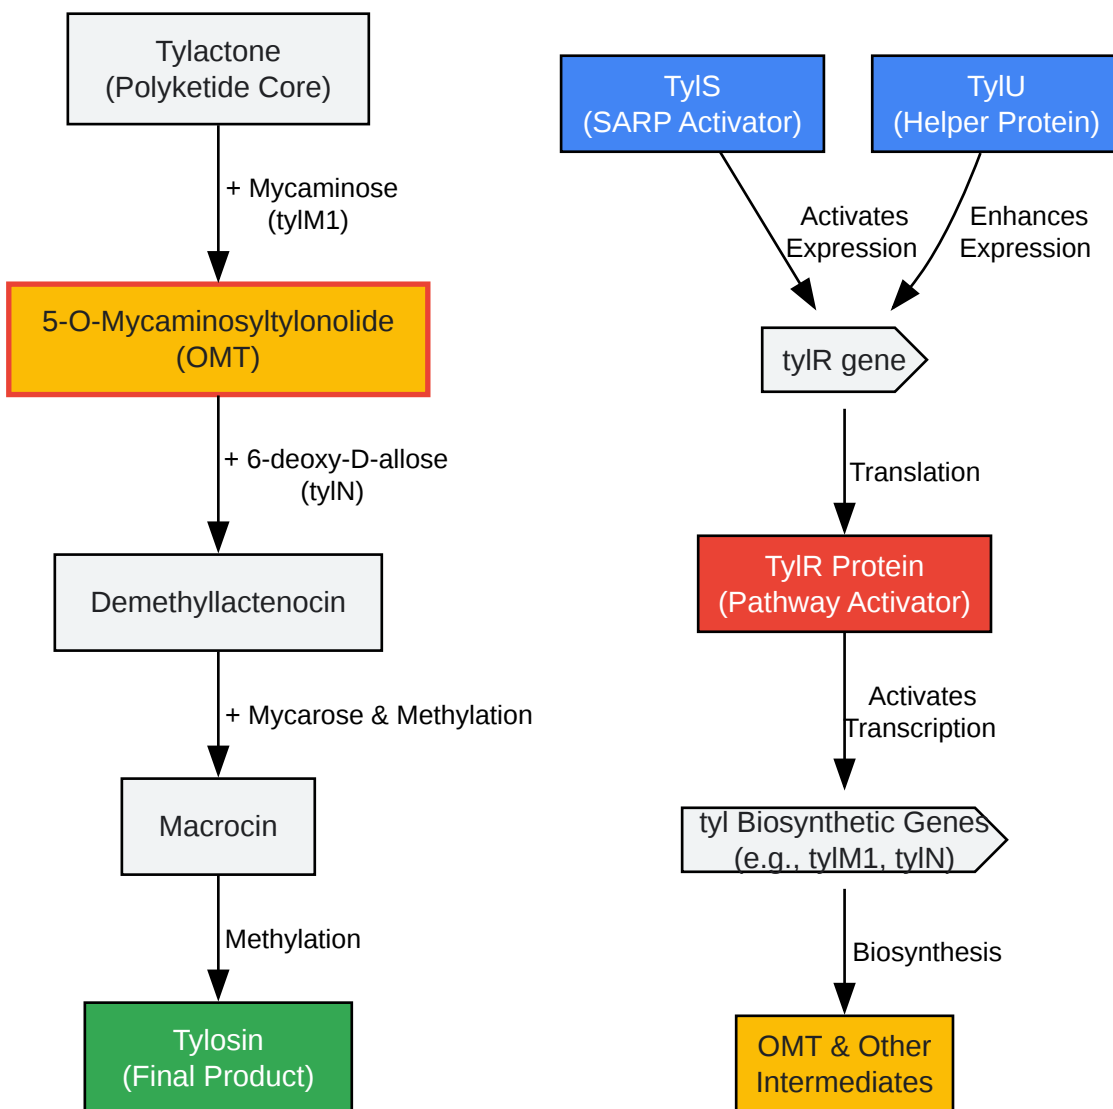 Tylactone
(Polyketide Core)
+ Mycaminose
(tylM1)
5-O-Mycaminosyltylonolide
(OMT)
+ 6-deoxy-D-allose
(tylN)
Demethyllactenocin
+ Mycarose & Methylation
Macrocin
Methylation
Tylosin
(Final Product)
TylS
(SARP Activator)
TylU
(Helper Protein)
Activates
Expression
Enhances
Expression
tylR gene
Translation
TylR Protein
(Pathway Activator)
Activates
Transcription
tyl Biosynthetic Genes
(e.g., tylM1, tylN)
Biosynthesis
OMT & Other
Intermediates